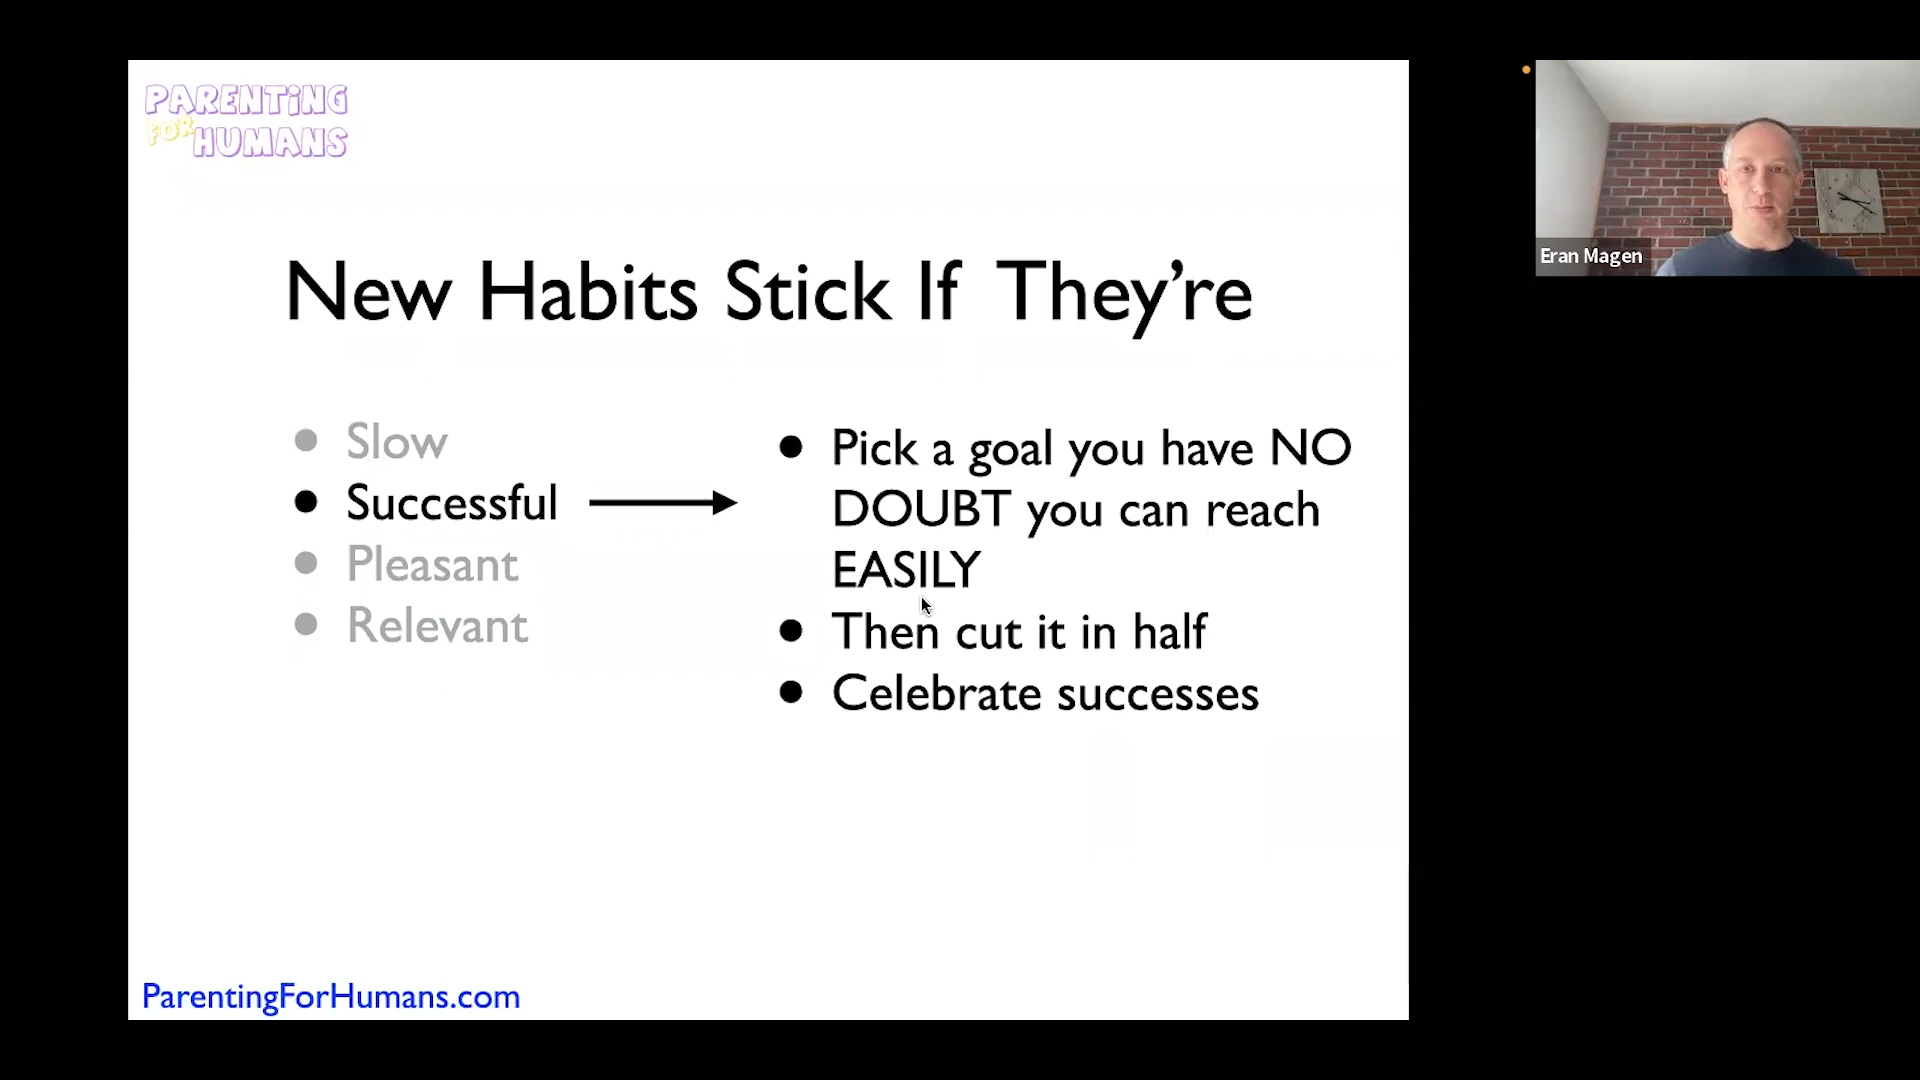 PARENTING
FOR HUMANS
New Habits Stick If They’re
• Slow
• Successful
• Pleasant
• Relevant
• Pick a goal you have NO
DOUBT you can reach
EASILY
• Then cut it in half
• Celebrate successes
ParentingForHumans.com
Eran Magen